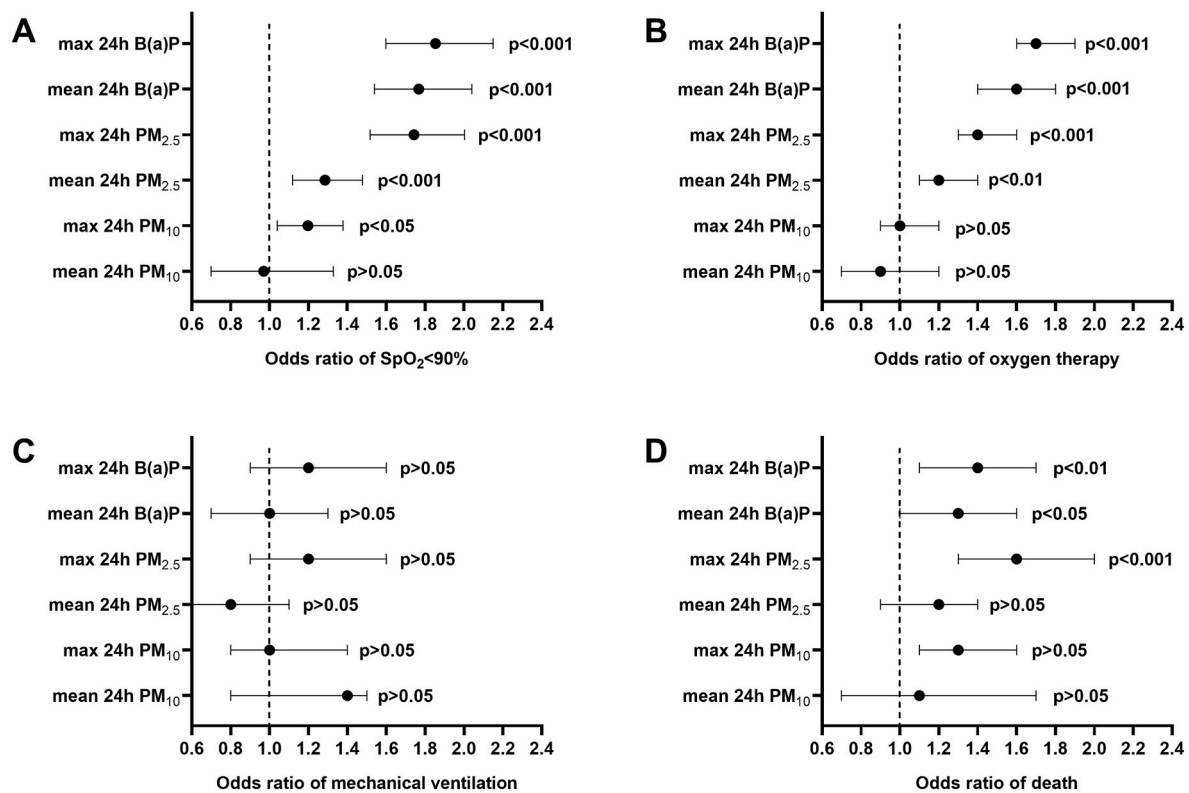 A
max 24h B(a)P
p<0.001
mean 24h B(a)P
p<0.001
max 24h PM2.5
p<0.001
mean 24h PM2.5
p<0.001
max 24h PM10
p<0.05
mean 24h PM10
p>0.05
0.6 0.8 1.0 1.2 1.4 1.6 1.8 2.0 2.2 2.4
Odds ratio of SpO2<90%
B
max 24h B(a)P
p<0.001
mean 24h B(a)P
p<0.001
max 24h PM2.5
p<0.001
mean 24h PM2.5
p<0.01
max 24h PM10
p>0.05
mean 24h PM10
p>0.05
0.6 0.8 1.0 1.2 1.4 1.6 1.8 2.0 2.2 2.4
Odds ratio of oxygen therapy
C
max 24h B(a)P
p>0.05
mean 24h B(a)P
p>0.05
max 24h PM2.5
p>0.05
mean 24h PM2.5
p>0.05
max 24h PM10
p>0.05
mean 24h PM10
p>0.05
0.6 0.8 1.0 1.2 1.4 1.6 1.8 2.0 2.2 2.4
Odds ratio of mechanical ventilation
D
max 24h B(a)P
p<0.01
mean 24h B(a)P
p<0.05
max 24h PM2.5
p<0.001
mean 24h PM2.5
p>0.05
max 24h PM10
p>0.05
mean 24h PM10
p>0.05
0.6 0.8 1.0 1.2 1.4 1.6 1.8 2.0 2.2 2.4
Odds ratio of death